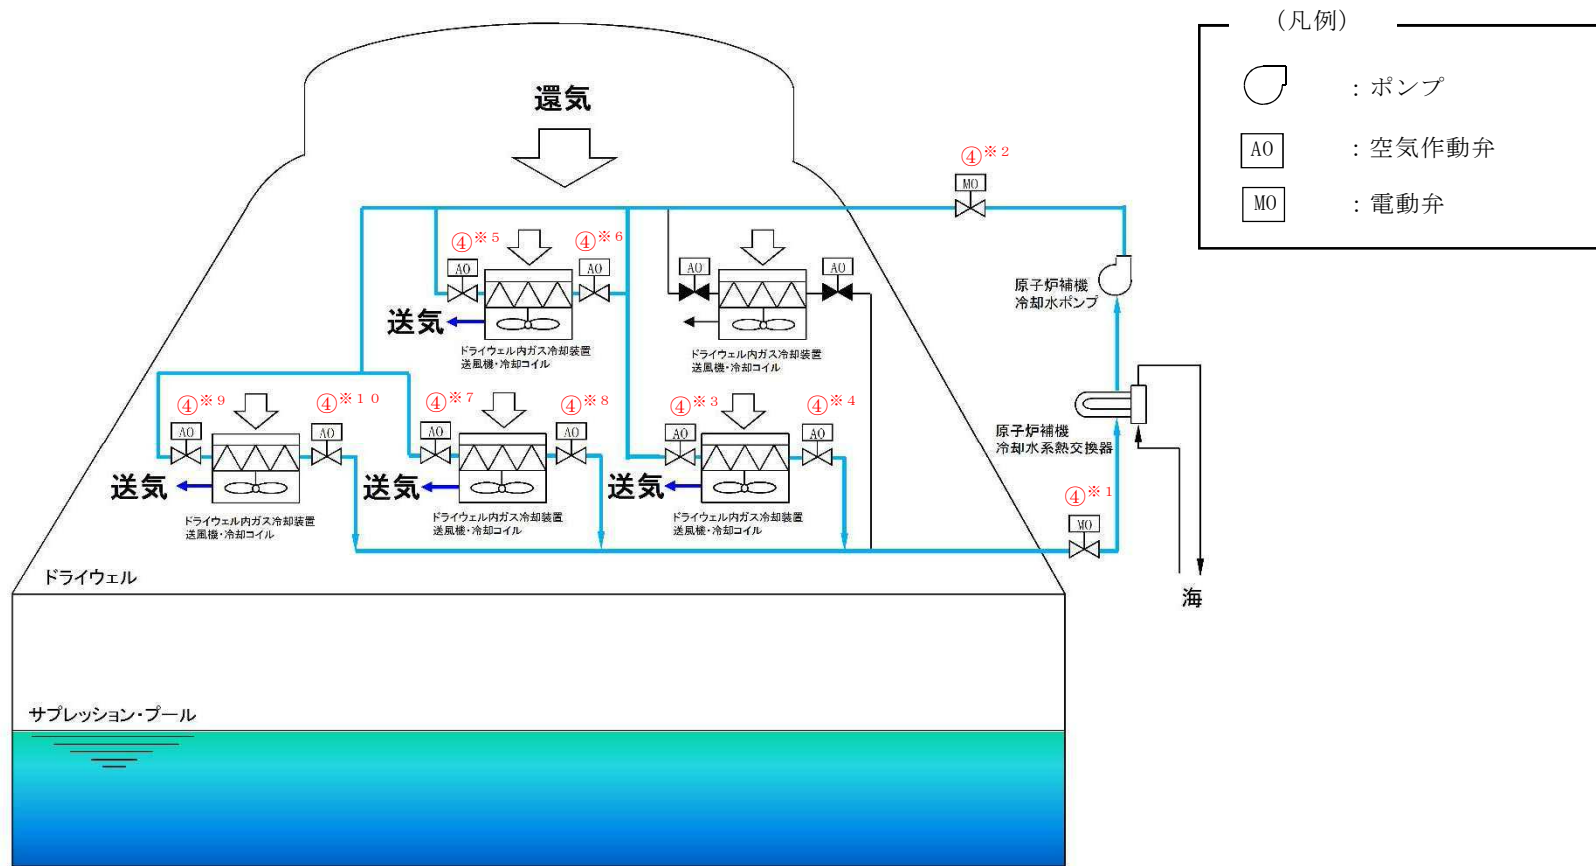 (凡例)
:ポンプ
AO :空気作動弁
MO :電動弁
還気
④※2
MO
④※5
④※6
AO
AO
AO
AO
原子炉補機
冷却水ポンプ
送気
ドライウェル内ガス冷却装置
送風機・冷却コイル
ドライウェル内ガス冷却装置
送風機・冷却コイル
④※9
④※10
④※7
④※8
④※3
④※4
AO
AO
AO
AO
AO
AO
原子炉補機
冷却水系熱交換器
送気
送気
送気
④※1
MO
ドライウェル内ガス冷却装置
送風機・冷却コイル
ドライウェル内ガス冷却装置
送風機・冷却コイル
ドライウェル内ガス冷却装置
送風機・冷却コイル
ドライウェル
海
サプレッション・プール